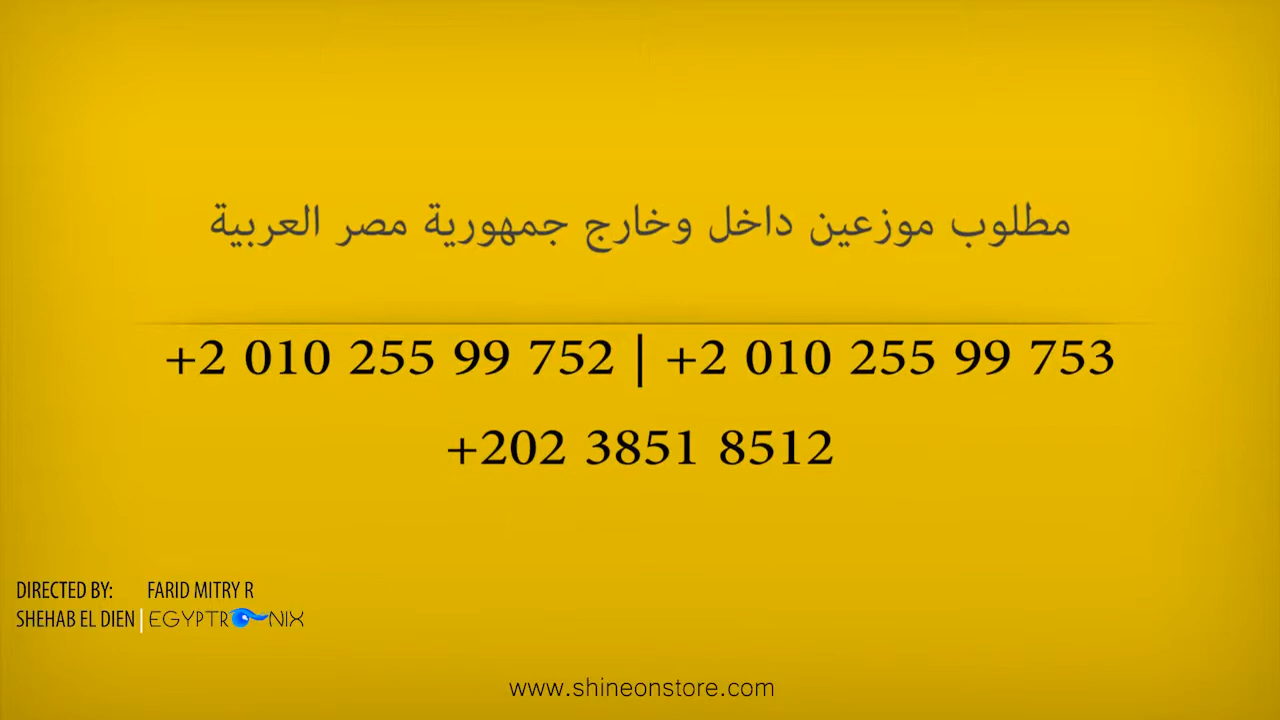 مطلوب موزعين داخل وخارج جمهورية مصر العربية
+2 010 255 99 752 | +2 010 255 99 753
+202 3851 8512
DIRECTED BY: FARID MITRY R
SHEHAB EL DIEN | EGYPTRONIX
www.shineonstore.com